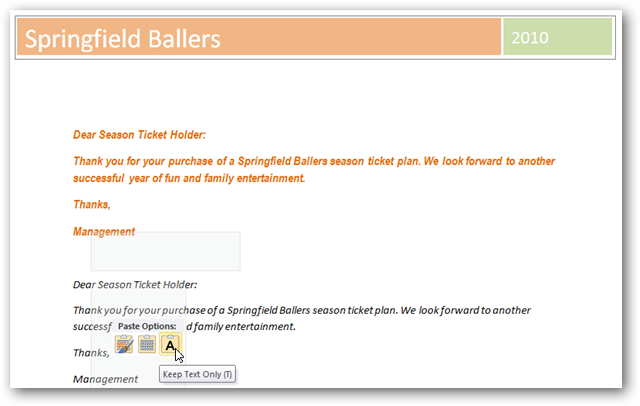 Springfield Ballers 2010
Dear Season Ticket Holder:
Thank you for your purchase of a Springfield Ballers season ticket plan. We look forward to another
successful year of fun and family entertainment.
Thanks,
Management
Dear Season Ticket Holder:
Thank you for your purchase of a Springfield Ballers season ticket plan. We look forward to another
successf Paste Options: d family entertainment.
Thanks,
A
Keep Text Only (T)
Management